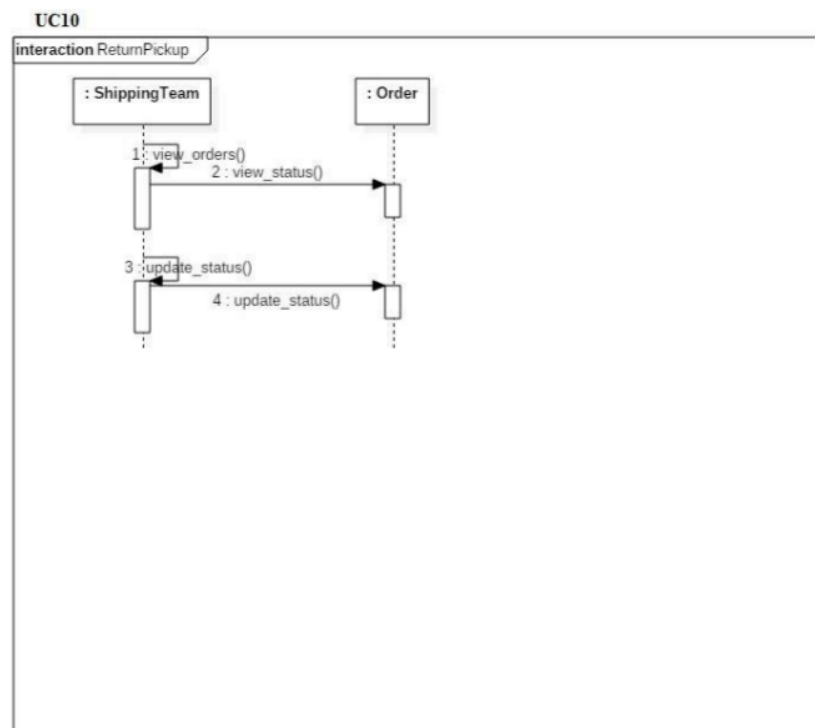 UC10
interaction ReturnPickup
: ShippingTeam
: Order
1 : view_orders()
2 : view_status()
3 : update_status()
4 : update_status()